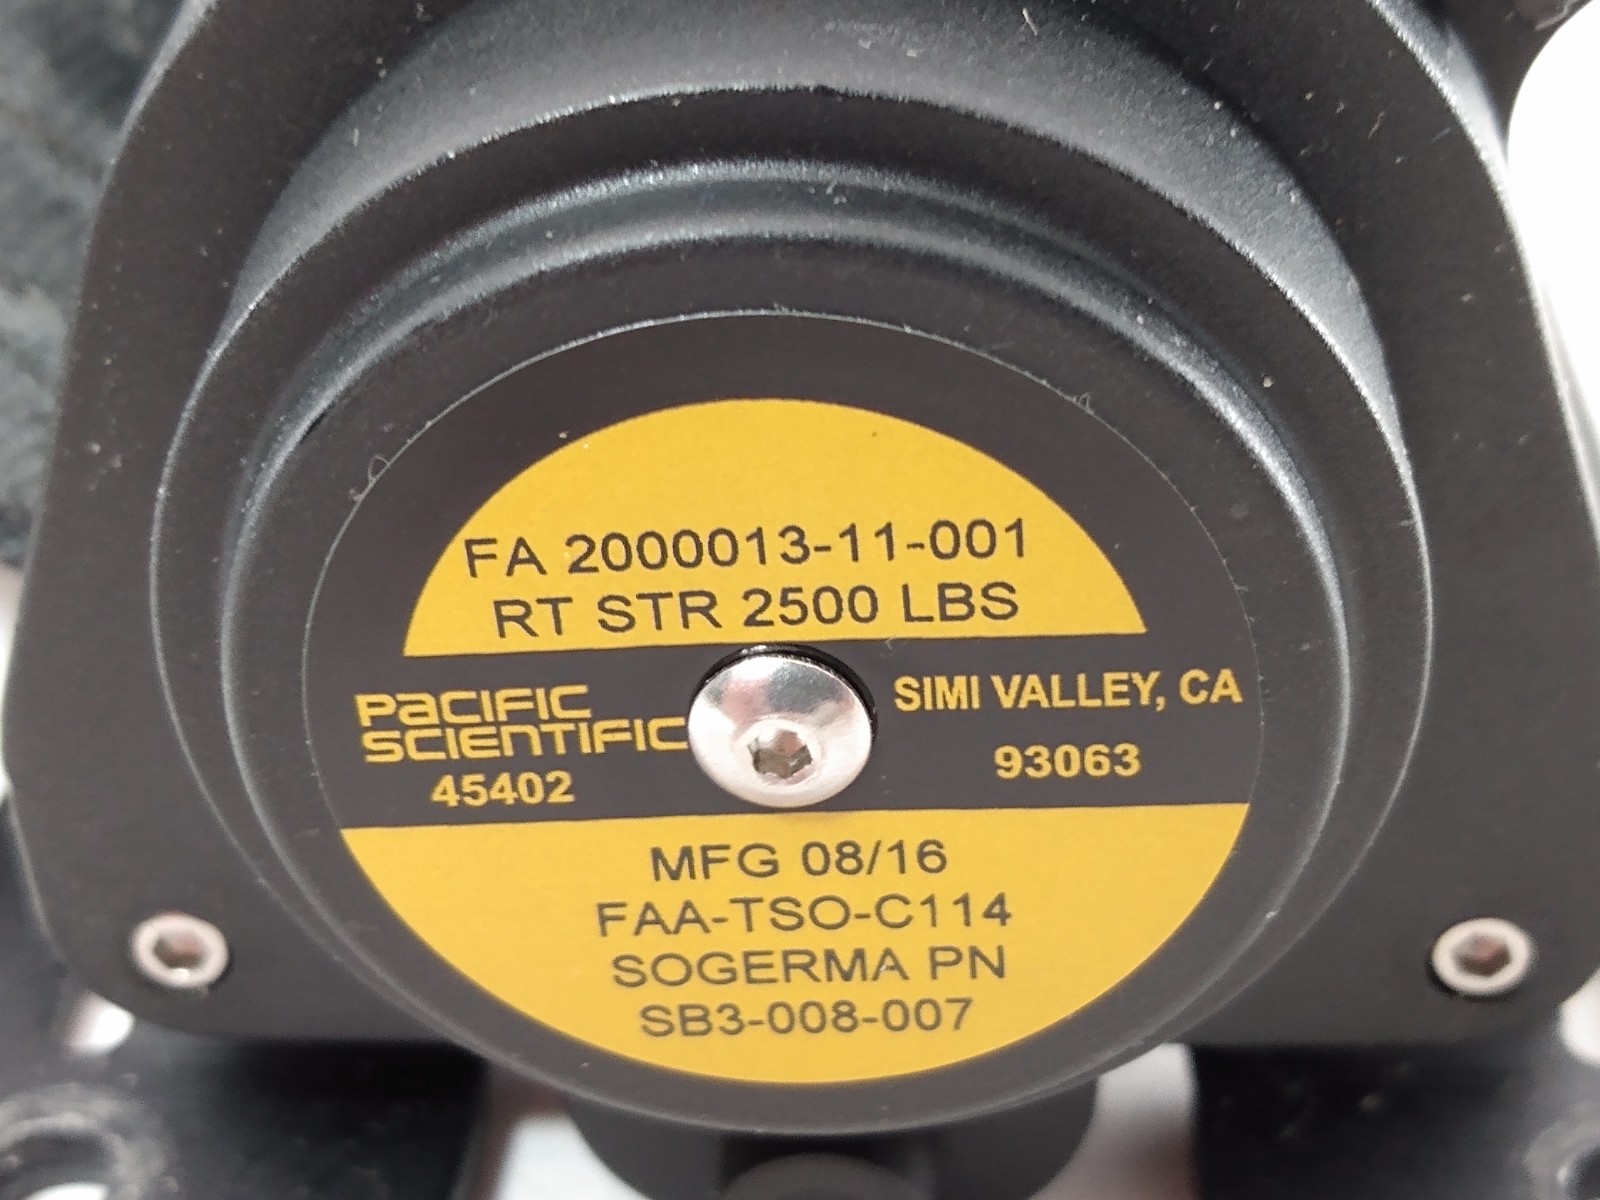 FA 2000013-11-001
RT STR 2500 LBS
PACIFIC
SCIENTIFIC
45402
SIMI VALLEY, CA
93063
MFG 08/16
FAA-TSO-C114
SOGERMA PN
SB3-008-007